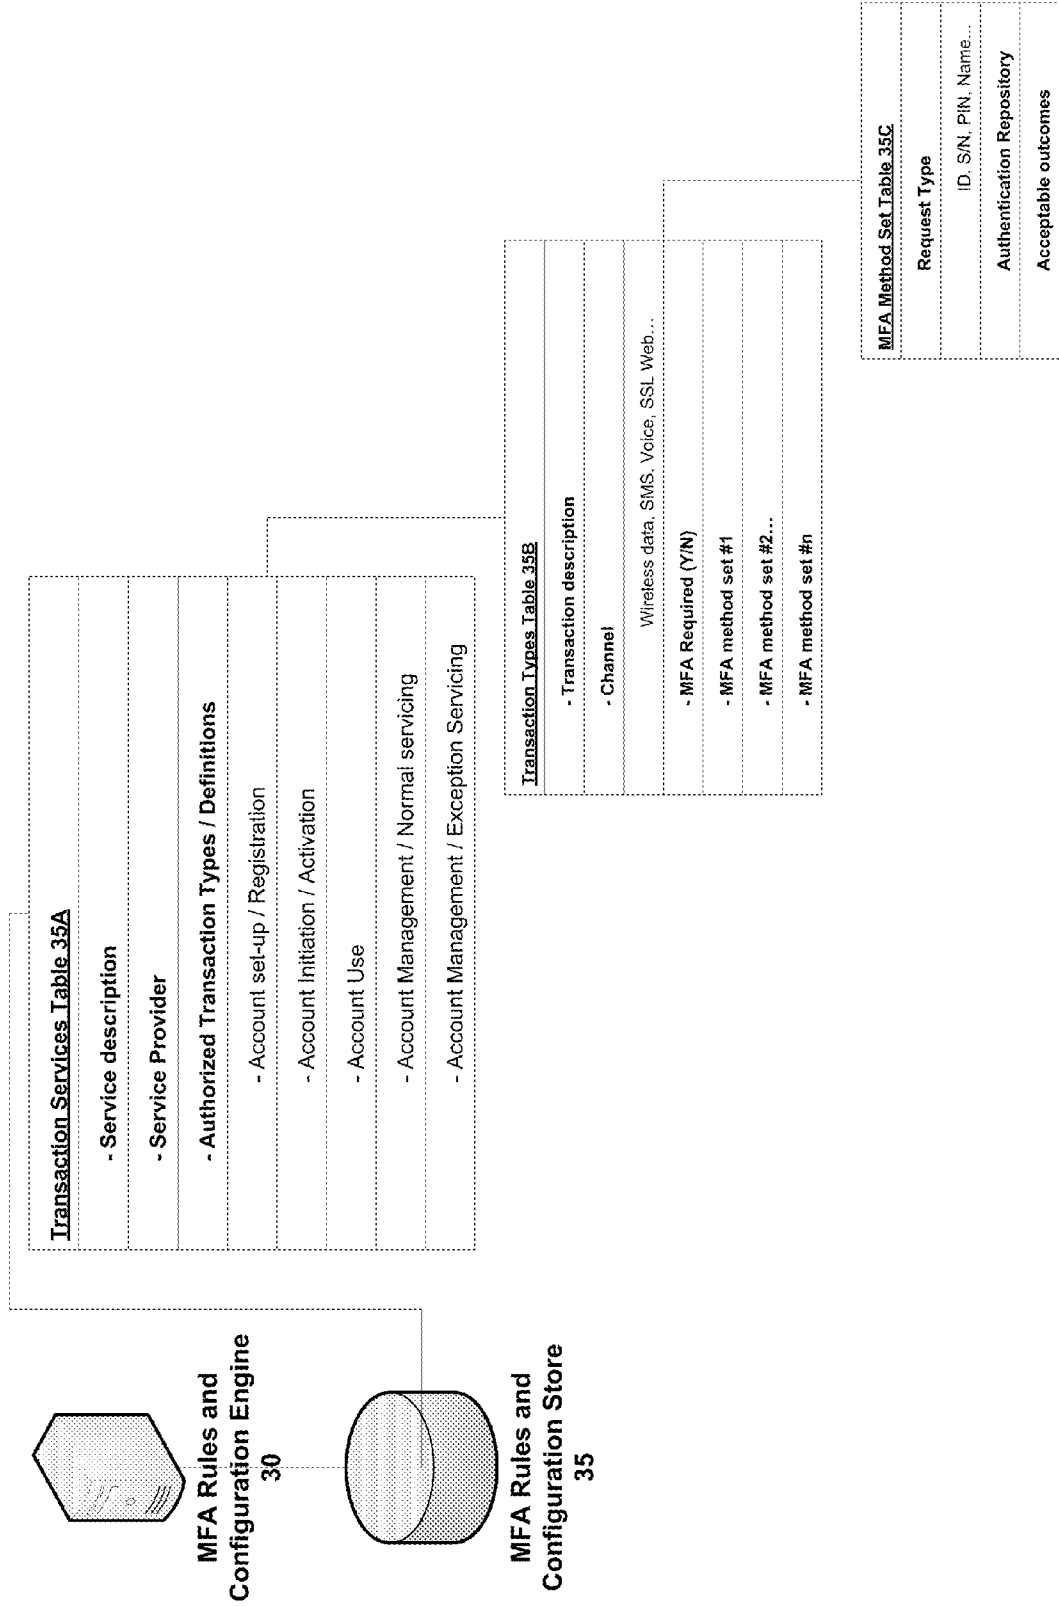 MFA Rules and
Configuration Engine
30
MFA Rules and
Configuration Store
35
Transaction Services Table 35A
- Service description
- Service Provider
- Authorized Transaction Types / Definitions
- Account set-up / Registration
- Account Initiation / Activation
- Account Use
- Account Management / Normal servicing
- Account Management / Exception Servicing
Transaction Types Table 35B
- Transaction description
- Channel
Wireless data, SMS, Voice, SSL Web...
- MFA Required (Y/N)
- MFA method set #1
- MFA method set #2...
- MFA method set #n
MFA Method Set Table 35C
Request Type
ID, S/N, PIN, Name...
Authentication Repository
Acceptable outcomes